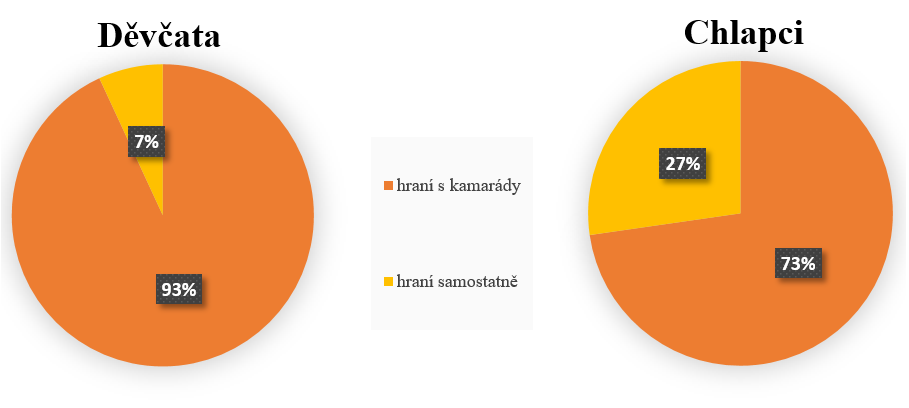 Děvčata
7%
93%
hraní s kamarády
hraní samostatně
Chlapci
27%
73%